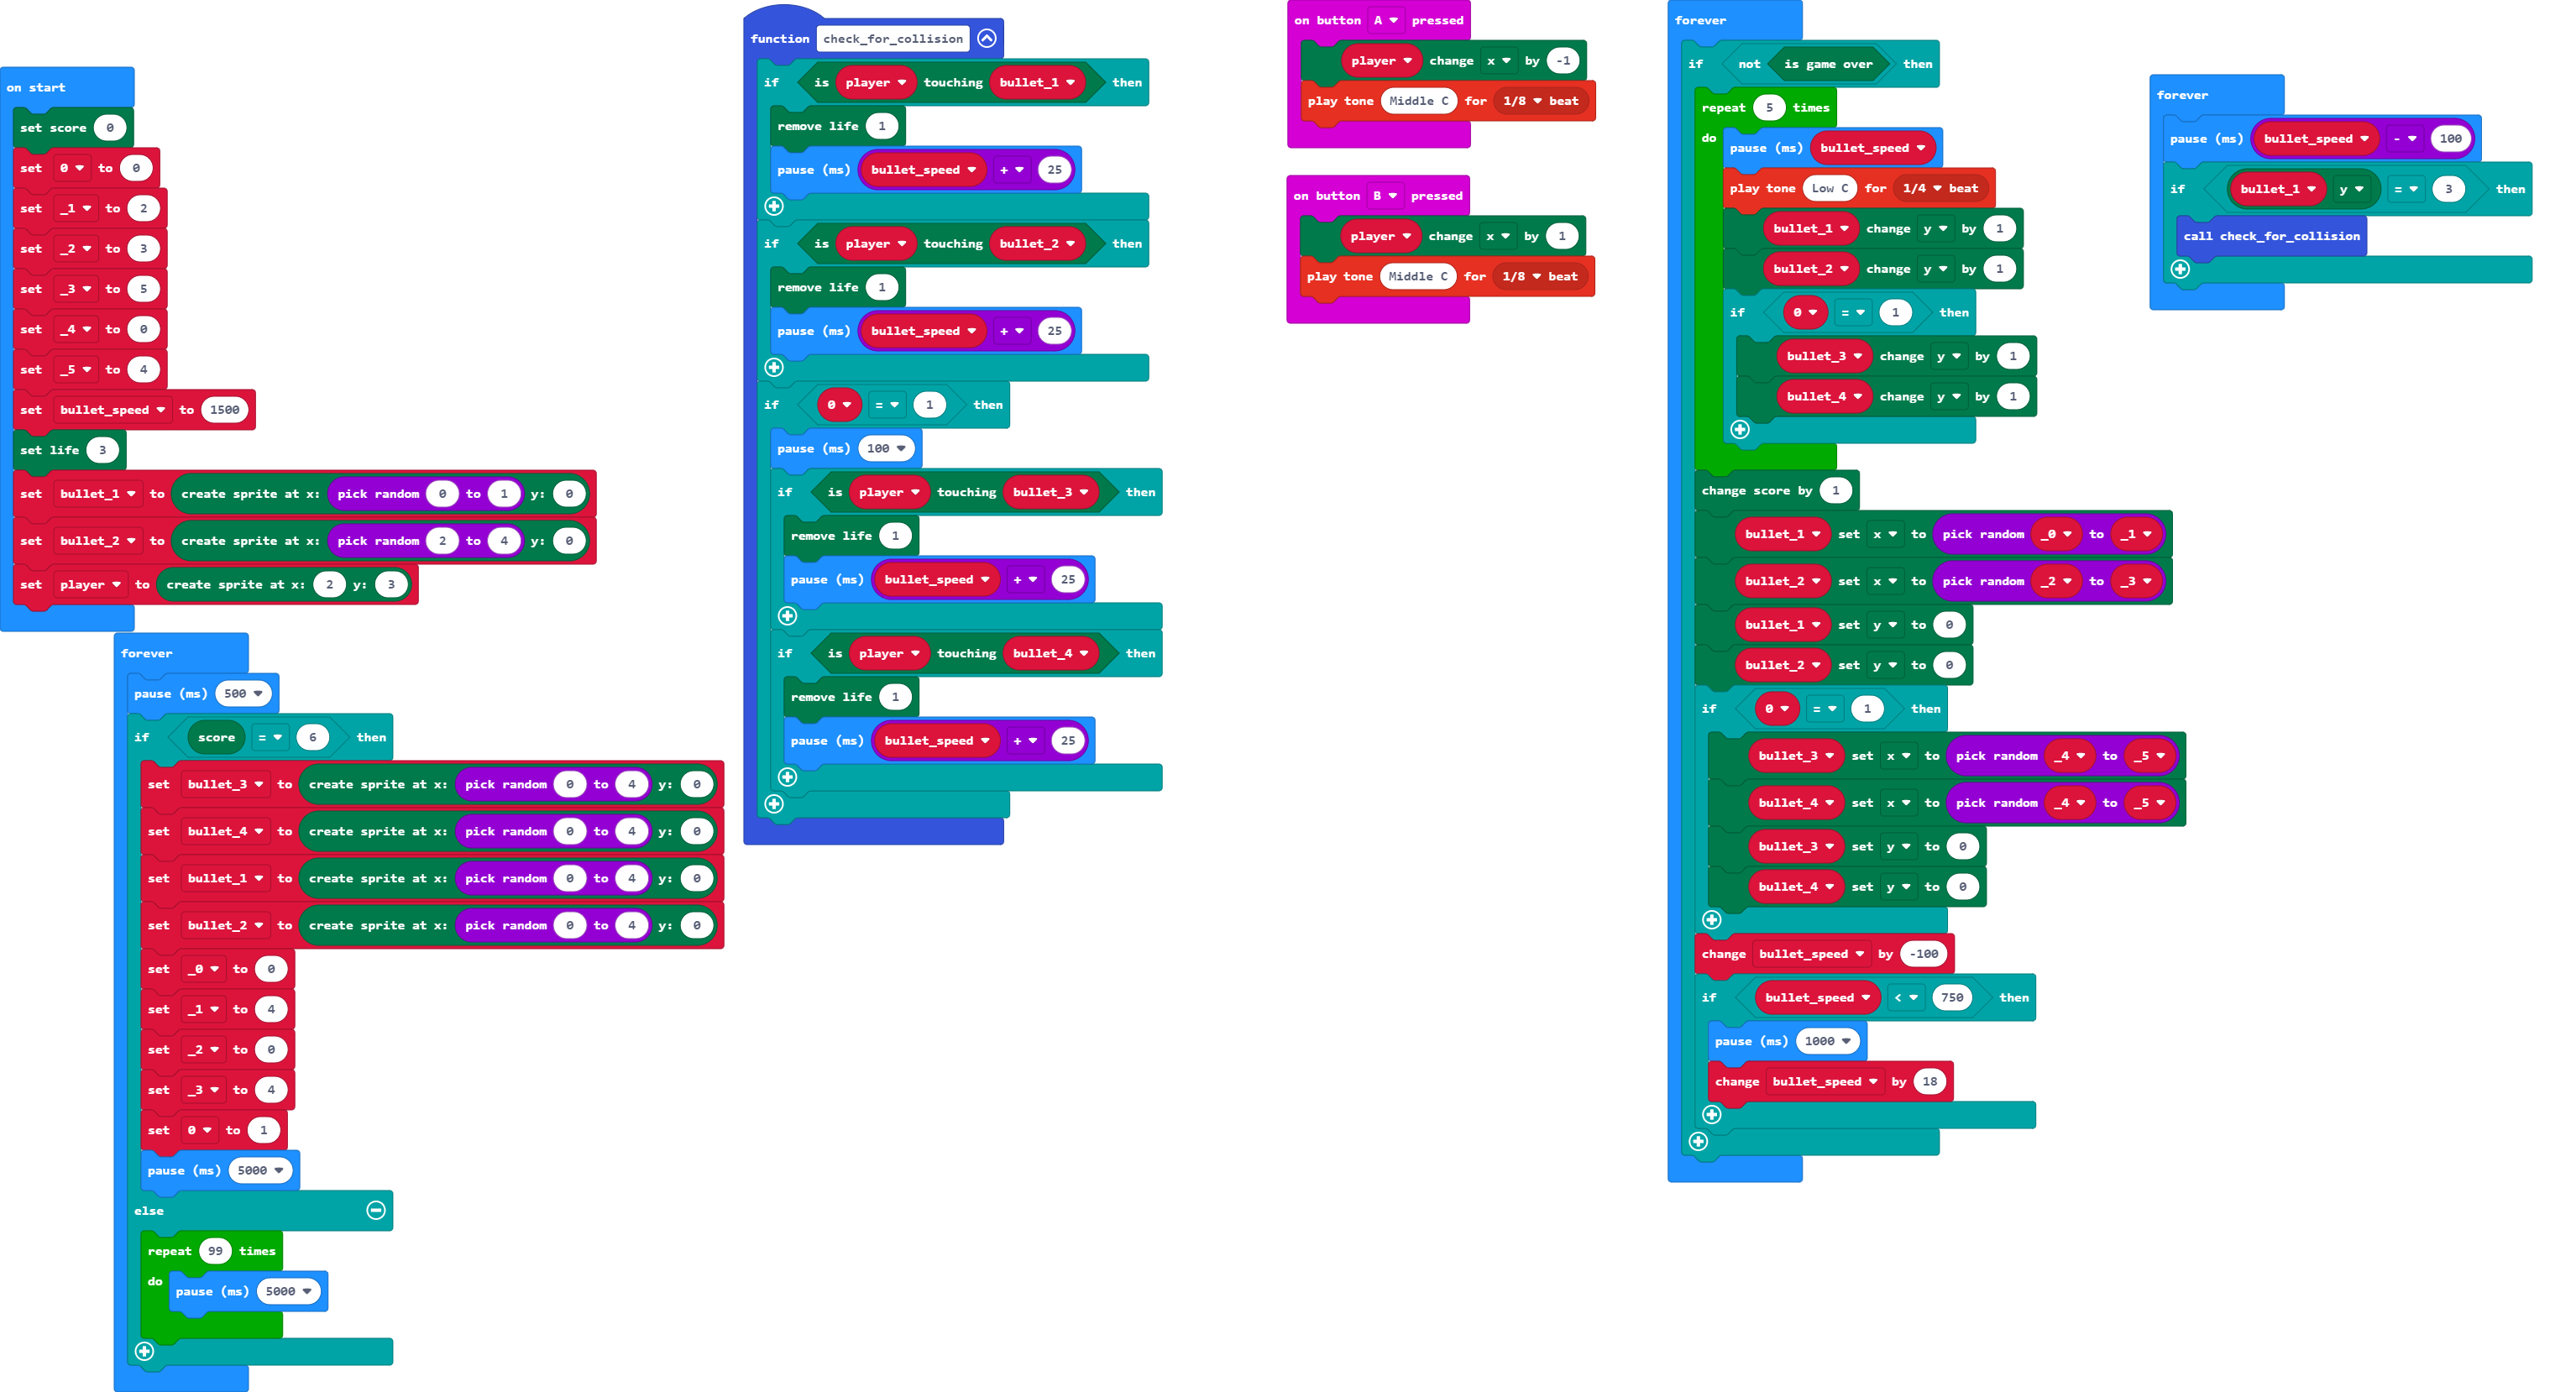 on start
set score 0
set 0 to 0
set _1 to 2
set _2 to 3
set _3 to 5
set _4 to 0
set _5 to 4
set bullet_speed to 1500
set life 3
set bullet_1 to create sprite at x: pick random 0 to 1 y: 0
set bullet_2 to create sprite at x: pick random 2 to 4 y: 0
set player to create sprite at x: 2 y: 3
forever
pause (ms) 500
if score = 6 then
set bullet_3 to create sprite at x: pick random 0 to 4 y: 0
set bullet_4 to create sprite at x: pick random 0 to 4 y: 0
set bullet_1 to create sprite at x: pick random 0 to 4 y: 0
set bullet_2 to create sprite at x: pick random 0 to 4 y: 0
set _0 to 0
set _1 to 4
set _2 to 0
set _3 to 4
set 0 to 1
pause (ms) 5000
else
repeat 99 times
do
pause (ms) 5000
function check_for_collision
if is player touching bullet_1 then
remove life 1
pause (ms) bullet_speed + 25
if is player touching bullet_2 then
remove life 1
pause (ms) bullet_speed + 25
if 0 = 1 then
pause (ms) 100
if is player touching bullet_3 then
remove life 1
pause (ms) bullet_speed + 25
if is player touching bullet_4 then
remove life 1
pause (ms) bullet_speed + 25
on button A pressed
player change x by -1
play tone Middle C for 1/8 beat
on button B pressed
player change x by 1
play tone Middle C for 1/8 beat
forever
if not is game over then
repeat 5 times
do
pause (ms) bullet_speed
play tone Low C for 1/4 beat
bullet_1 change y by 1
bullet_2 change y by 1
if 0 = 1 then
bullet_3 change y by 1
bullet_4 change y by 1
change score by 1
bullet_1 set x to pick random _0 to _1
bullet_2 set x to pick random _2 to _3
bullet_1 set y to 0
bullet_2 set y to 0
if 0 = 1 then
bullet_3 set x to pick random _4 to _5
bullet_4 set x to pick random _4 to _5
bullet_3 set y to 0
bullet_4 set y to 0
change bullet_speed by -100
if bullet_speed < 750 then
pause (ms) 1000
change bullet_speed by 18
forever
pause (ms) bullet_speed - 100
if bullet_1 y = 3 then
call check_for_collision